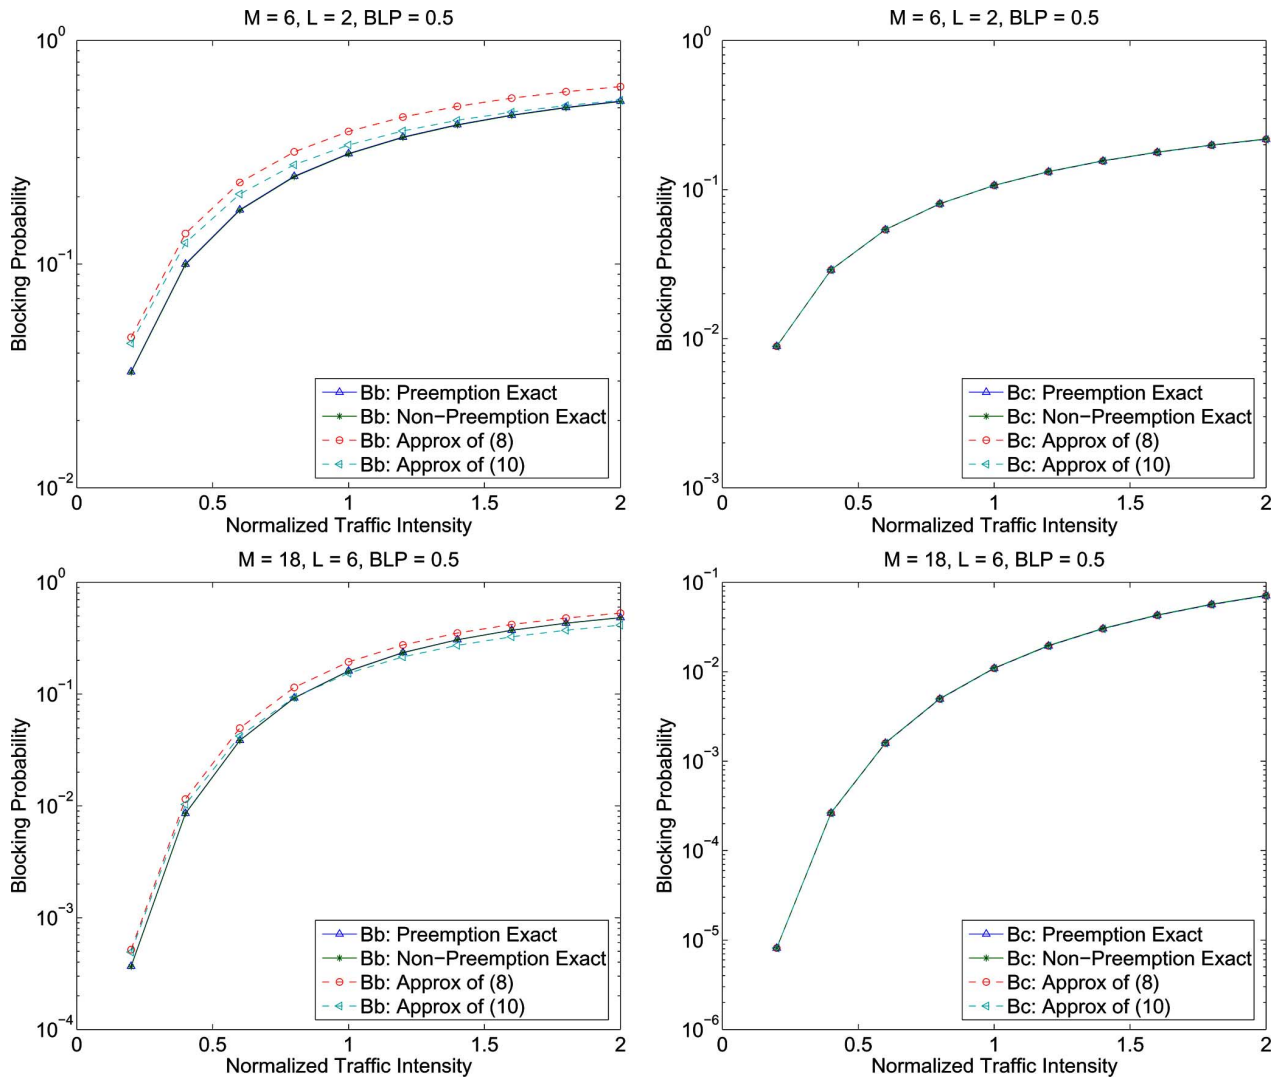 M = 6, L = 2, BLP = 0.5
10^0
10^-1
10^-2
Blocking Probability
Bb: Preemption Exact
Bb: Non-Preemption Exact
Bb: Approx of (8)
Bb: Approx of (10)
0 0.5 1 1.5 2
Normalized Traffic Intensity
M = 6, L = 2, BLP = 0.5
10^0
10^-1
10^-2
10^-3
Blocking Probability
Bc: Preemption Exact
Bc: Non-Preemption Exact
Bc: Approx of (8)
Bc: Approx of (10)
0 0.5 1 1.5 2
Normalized Traffic Intensity
M = 18, L = 6, BLP = 0.5
10^0
10^-1
10^-2
10^-3
10^-4
Blocking Probability
Bb: Preemption Exact
Bb: Non-Preemption Exact
Bb: Approx of (8)
Bb: Approx of (10)
0 0.5 1 1.5 2
Normalized Traffic Intensity
M = 18, L = 6, BLP = 0.5
10^-1
10^-2
10^-3
10^-4
10^-5
10^-6
Blocking Probability
Bc: Preemption Exact
Bc: Non-Preemption Exact
Bc: Approx of (8)
Bc: Approx of (10)
0 0.5 1 1.5 2
Normalized Traffic Intensity